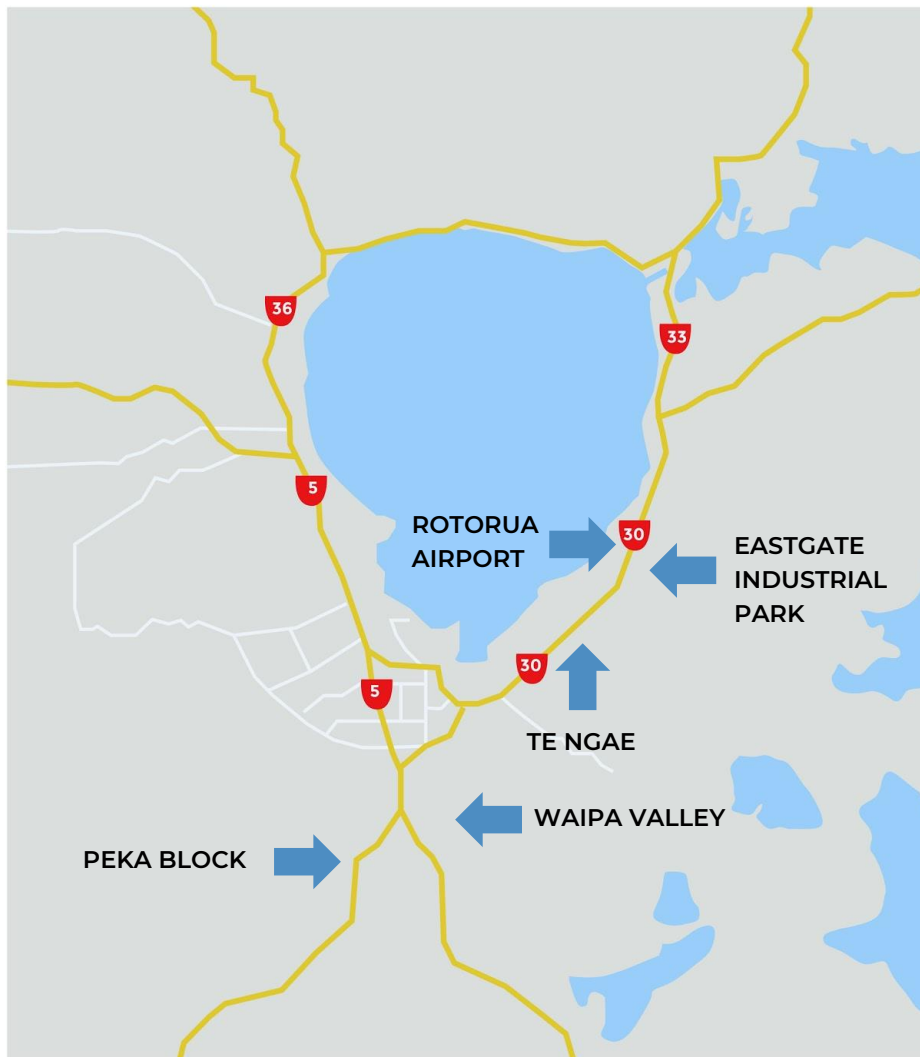 36
33
5
ROTORUA
AIRPORT
30
EASTGATE
INDUSTRIAL
PARK
30
5
TE NGAE
WAIPA VALLEY
PEKA BLOCK